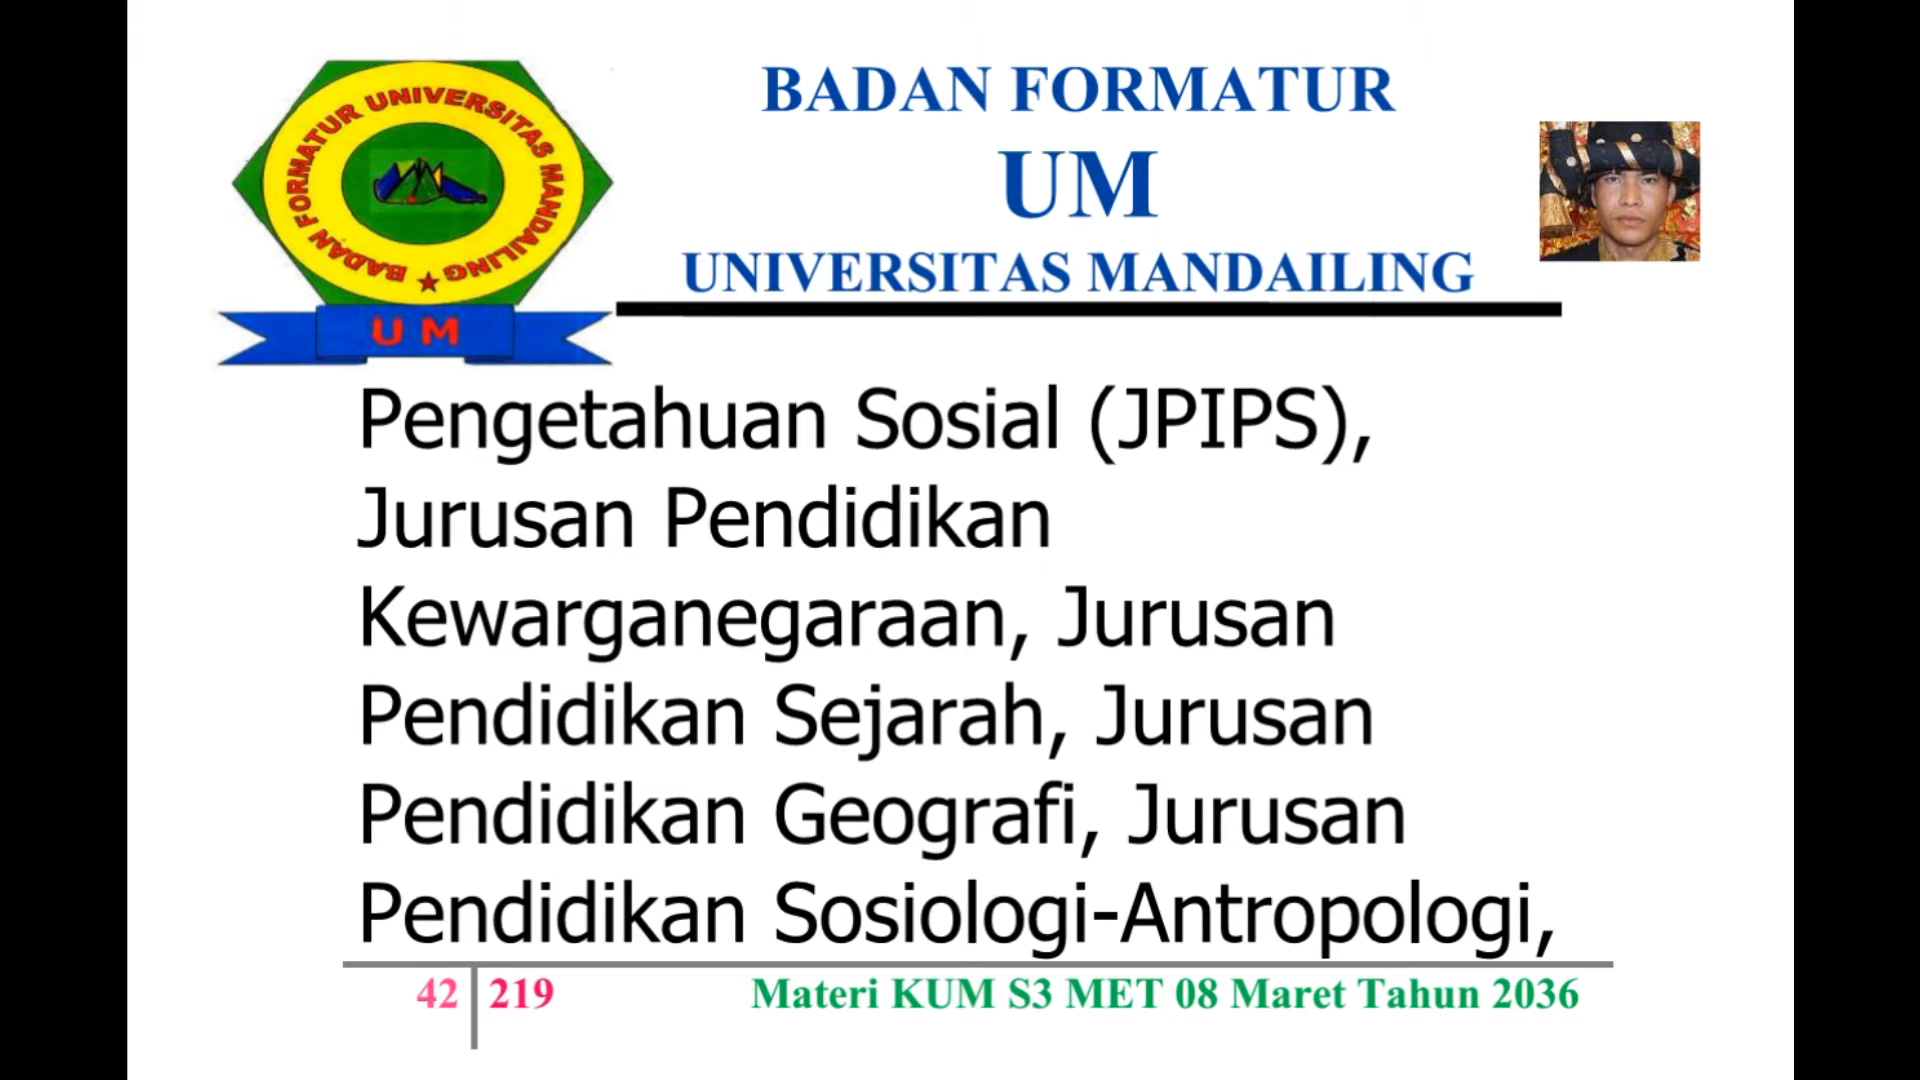 BADAN FORMATUR UNIVERSITAS MANDAILING
U M
BADAN FORMATUR
UM
UNIVERSITAS MANDAILING
Pengetahuan Sosial (JPIPS),
Jurusan Pendidikan
Kewarganegaraan, Jurusan
Pendidikan Sejarah, Jurusan
Pendidikan Geografi, Jurusan
Pendidikan Sosiologi-Antropologi,
42 219 Materi KUM S3 MET 08 Maret Tahun 2036